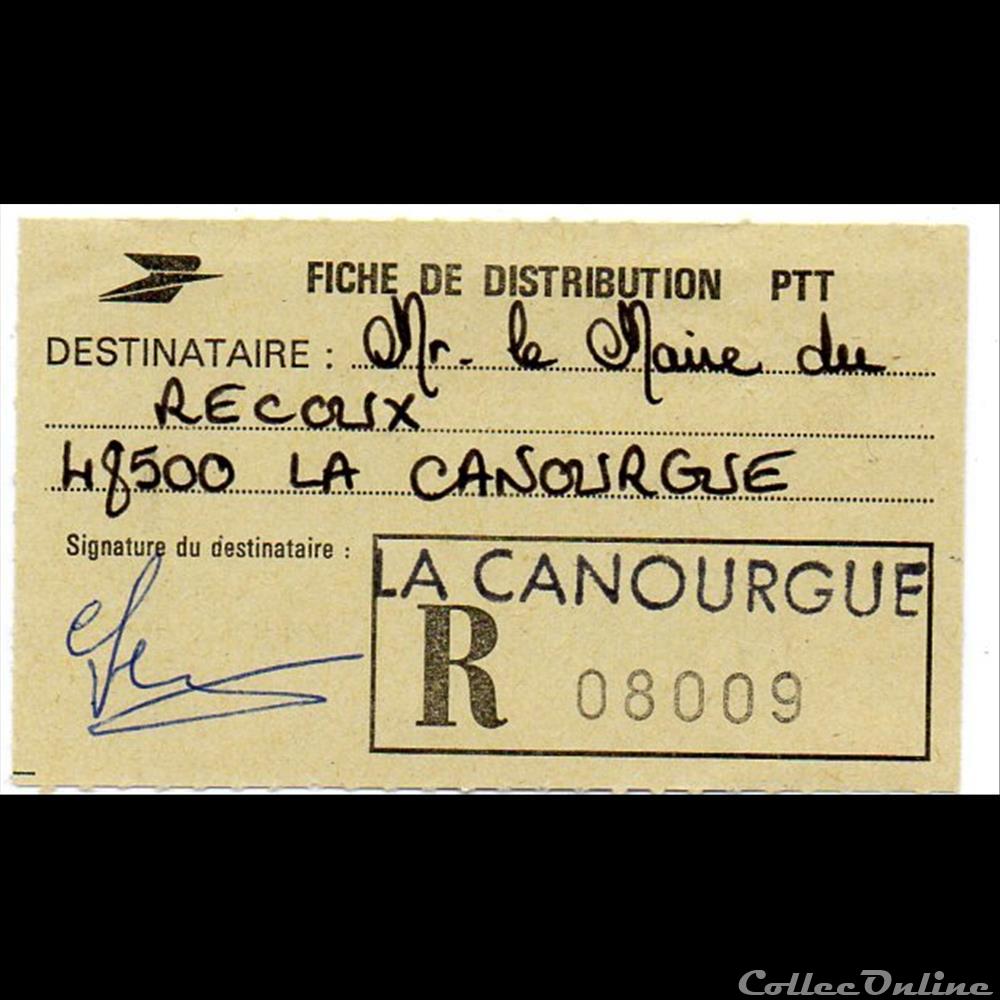 FICHE DE DISTRIBUTION PTT
DESTINATAIRE : Mr. le Maire du
RECOUX
48500 LA CANOURGUE
Signature du destinataire :
LA CANOURGUE
R 08009
CollecOnline